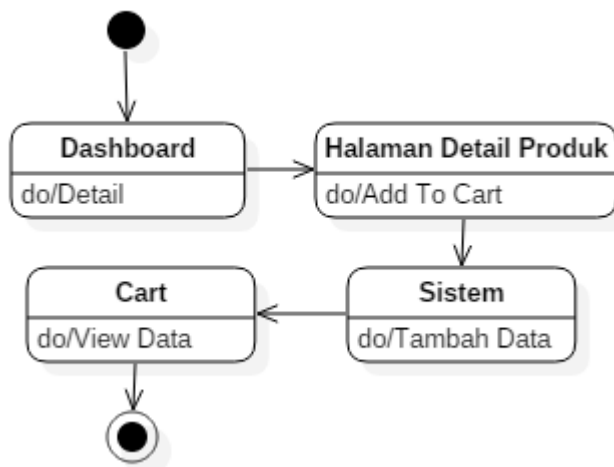 Dashboard
do/Detail
Halaman Detail Produk
do/Add To Cart
Sistem
do/Tambah Data
Cart
do/View Data